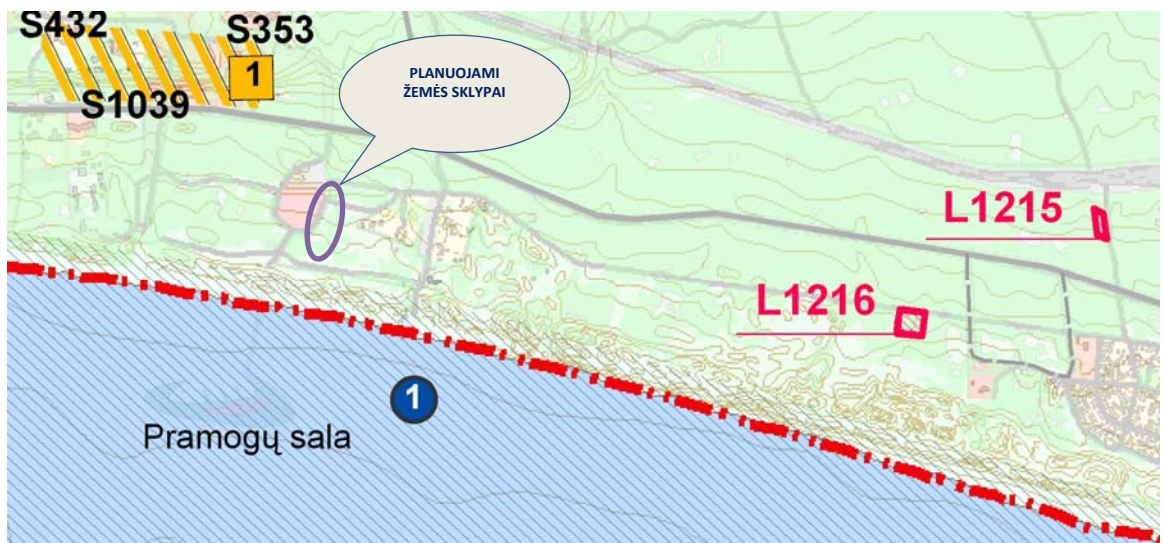 S432
S353
1
S1039
PLANUOJAMI
ŽEMĖS SKLYPAI
L1215
L1216
1
Pramogų sala